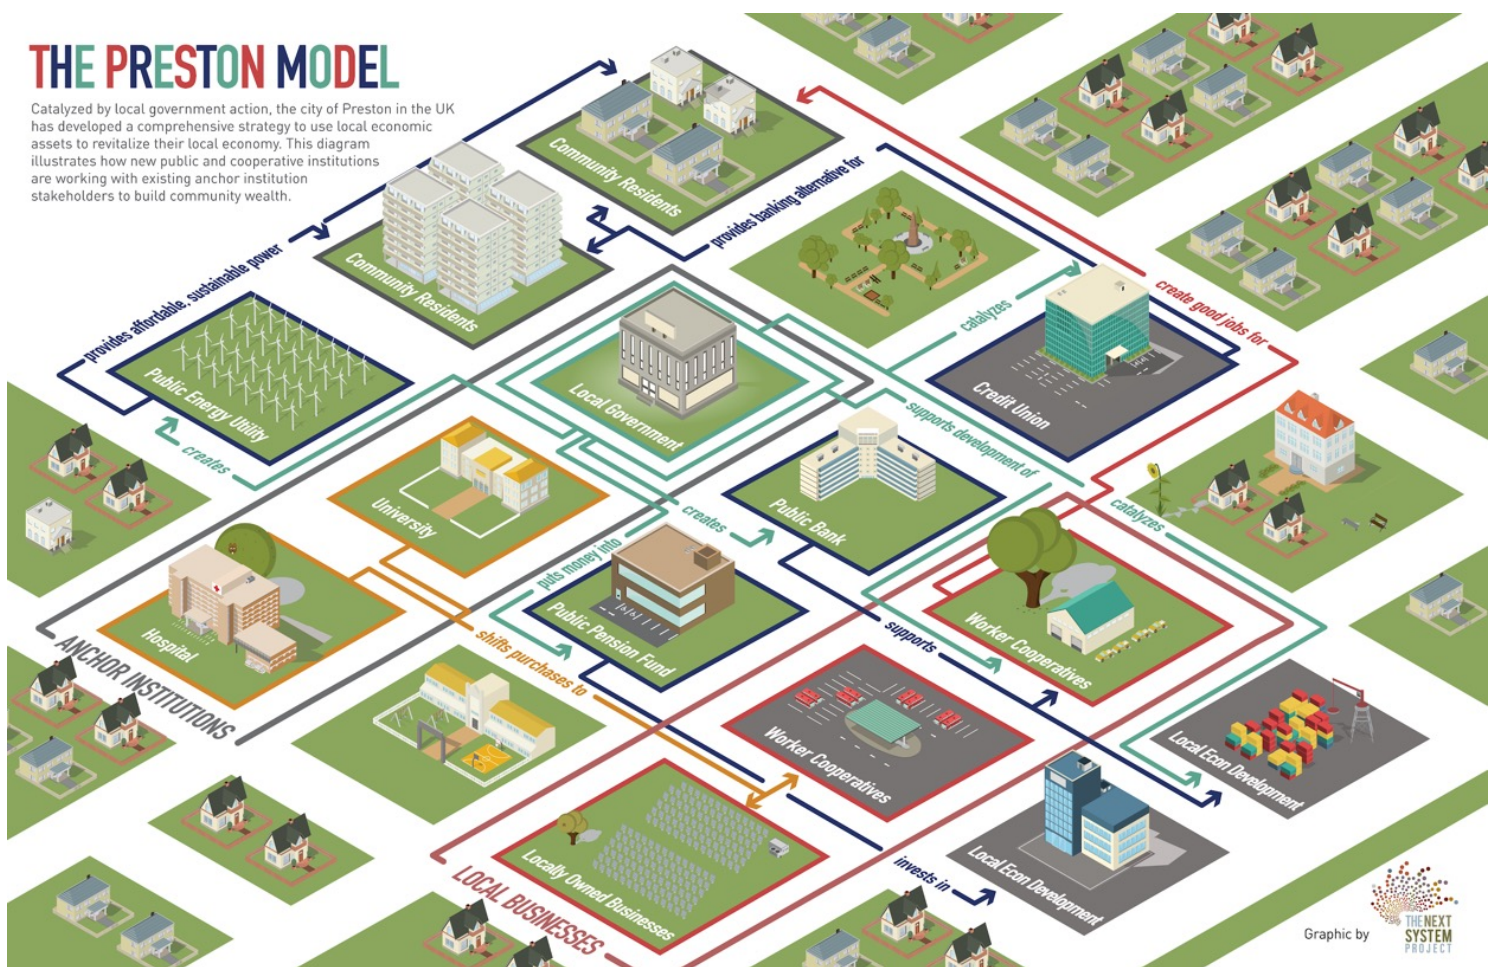 THE PRESTON MODEL
Catalyzed by local government action, the city of Preston in the UK
has developed a comprehensive strategy to use local economic
assets to revitalize their local economy. This diagram
illustrates how new public and cooperative institutions
are working with existing anchor institution
stakeholders to build community wealth.
Community Residents
provides banking alternative for
Community Residents
provides affordable, sustainable power
create good jobs for
catalyzes
Public Energy Utility
Local Government
Credit Union
creates
supports development of
University
Public Bank
creates
catalyzes
puts money into
Hospital
Public Pension Fund
Worker Cooperatives
supports
shifts purchases to
ANCHOR INSTITUTIONS
Worker Cooperatives
Local Econ Development
Locally Owned Businesses
Local Econ Development
invests in
LOCAL BUSINESSES
Graphic by
THE NEXT
SYSTEM
PROJECT